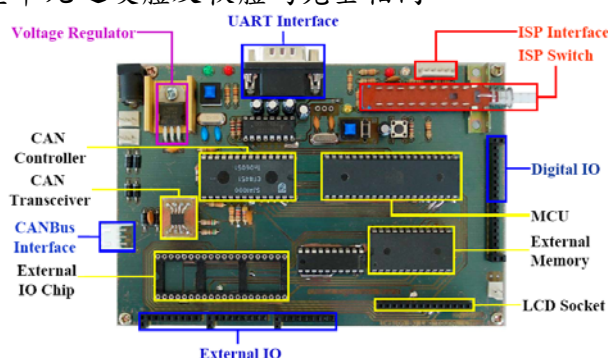 UART Interface
Voltage Regulator
ISP Interface
ISP Switch
CAN
Controller
CAN
Transceiver
CANBus
Interface
External
IO Chip
Digital IO
MCU
External
Memory
LCD Socket
External IO